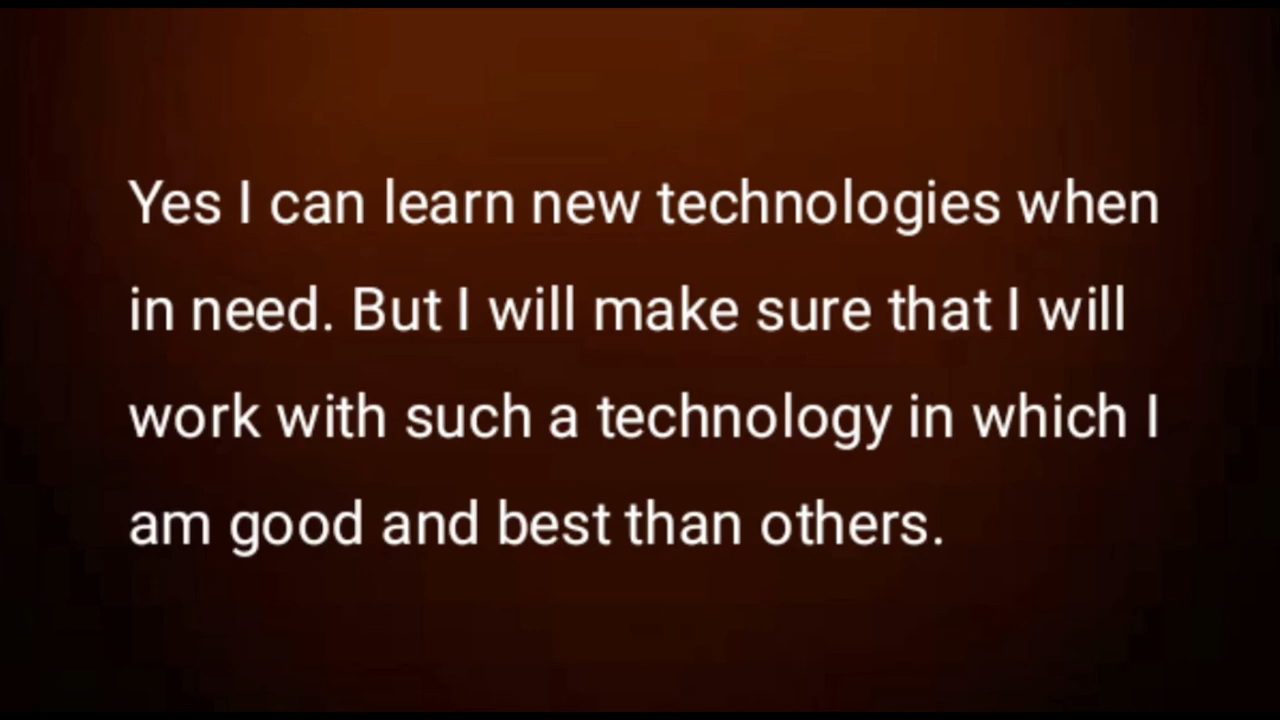 Yes I can learn new technologies when
in need. But I will make sure that I will
work with such a technology in which I
am good and best than others.